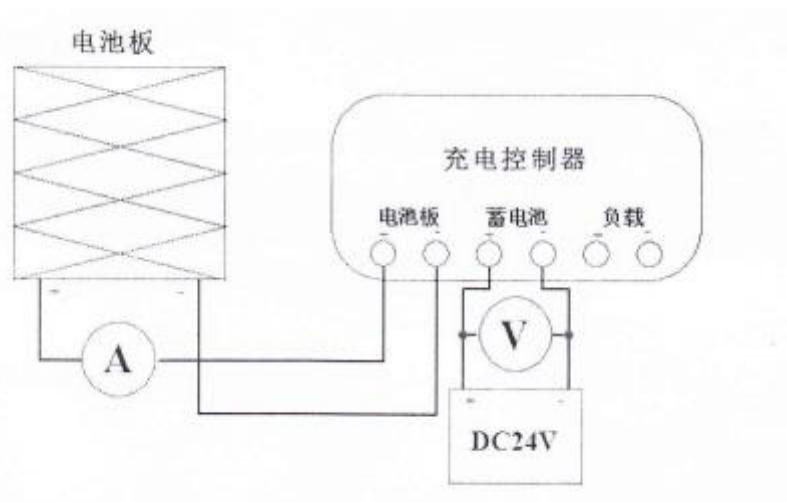 电池板
充电控制器
电池板 蓄电池 负载
+ - + - + -
+ -
A
V
+ -
DC24V